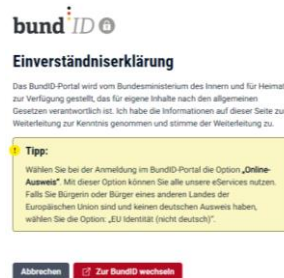 bund ID
Einverständniserklärung
Das BundID-Portal wird vom Bundesministerium des Innern und für Heimat
zur Verfügung gestellt, das für eigene Inhalte nach den allgemeinen
Gesetzen verantwortlich ist. Ich habe die Informationen auf dieser Seite zur
Weiterleitung zur Kenntnis genommen und stimme der Weiterleitung zu.
Tipp:
Wählen Sie bei der Anmeldung im BundID-Portal die Option „Online-
Ausweis". Mit dieser Option können Sie alle unsere eServices nutzen.
Falls Sie Bürgerin oder Bürger eines anderen Landes der
Europäischen Union sind und keinen deutschen Ausweis haben,
wählen Sie die Option: „EU Identität (nicht deutsch)".
Abbrechen
Zur BundID wechseln